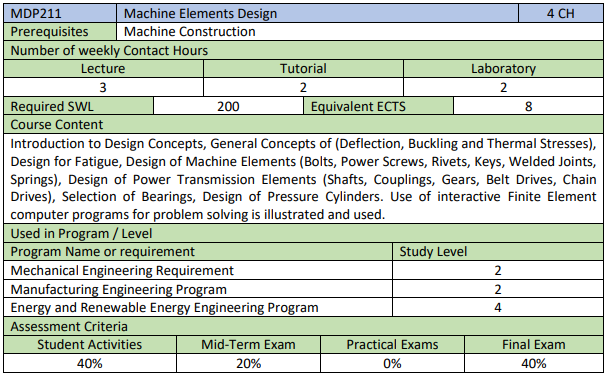 MDP211 Machine Elements Design 4 CH
Prerequisites Machine Construction
Number of weekly Contact Hours
Lecture Tutorial Laboratory
3 2 2
Required SWL 200 Equivalent ECTS 8
Course Content
Introduction to Design Concepts, General Concepts of (Deflection, Buckling and Thermal Stresses),
Design for Fatigue, Design of Machine Elements (Bolts, Power Screws, Rivets, Keys, Welded Joints,
Springs), Design of Power Transmission Elements (Shafts, Couplings, Gears, Belt Drives, Chain
Drives), Selection of Bearings, Design of Pressure Cylinders. Use of interactive Finite Element
computer programs for problem solving is illustrated and used.
Used in Program / Level
Program Name or requirement Study Level
Mechanical Engineering Requirement 2
Manufacturing Engineering Program 2
Energy and Renewable Energy Engineering Program 4
Assessment Criteria
Student Activities Mid-Term Exam Practical Exams Final Exam
40% 20% 0% 40%